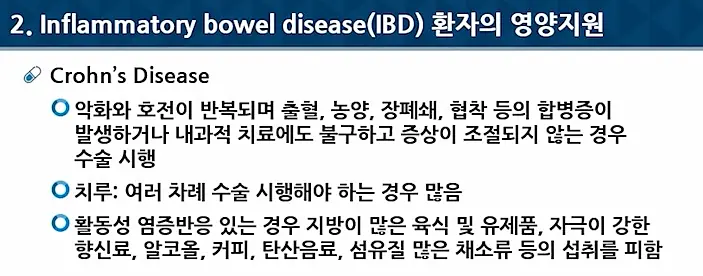 2. Inflammatory bowel disease(IBD) 환자의 영양지원
Crohn's Disease
악화와 호전이 반복되며 출혈, 농양, 장폐쇄, 협착 등의 합병증이
발생하거나 내과적 치료에도 불구하고 증상이 조절되지 않는 경우
수술 시행
치루: 여러 차례 수술 시행해야 하는 경우 많음
활동성 염증반응 있는 경우 지방이 많은 육식 및 유제품, 자극이 강한
향신료, 알코올, 커피, 탄산음료, 섬유질 많은 채소류 등의 섭취를 피함